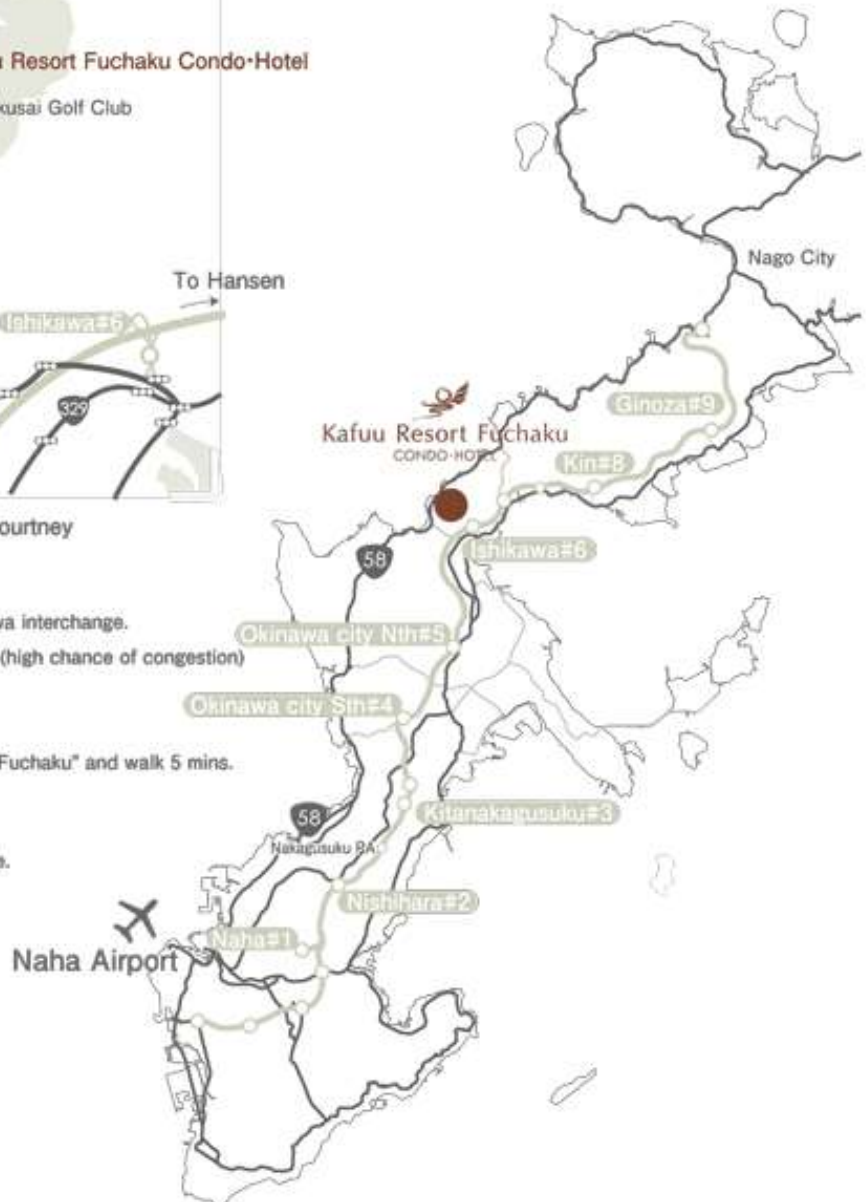 Resort Fuchaku Condo•Hotel
Golf Club
To Hansen
Ishikawa#6
329
wa interchange.
(high chance of congestion)
Fuchaku" and walk 5 mins.
Nago City
Ginoza#9
Kafuu Resort Fuchaku
CONDO•HOTEL
Kin#8
58
Ishikawa#6
Okinawa city Nth#5
Okinawa city Sth#4
58
Kitanakagusuku#3
Nakagusuku PA
Nishihara#2
Naha#1
Naha Airport